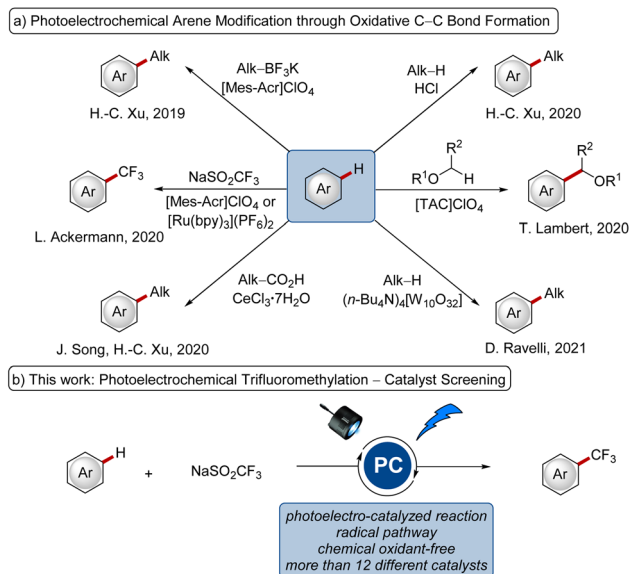 a) Photoelectrochemical Arene Modification through Oxidative C–C Bond Formation
Ar Alk
H.-C. Xu, 2019
Alk–BF3K
[Mes-Acr]ClO4
Alk–H
HCl
Ar Alk
H.-C. Xu, 2020
Ar CF3
L. Ackermann, 2020
NaSO2CF3
[Mes-Acr]ClO4 or
[Ru(bpy)3](PF6)2
Ar H
R2
R1O H
[TAC]ClO4
R2
Ar OR1
T. Lambert, 2020
Ar Alk
J. Song, H.-C. Xu, 2020
Alk–CO2H
CeCl3·7H2O
Alk–H
(n-Bu4N)4[W10O32]
Ar Alk
D. Ravelli, 2021
b) This work: Photoelectrochemical Trifluoromethylation – Catalyst Screening
Ar H + NaSO2CF3 PC Ar CF3
photoelectro-catalyzed reaction
radical pathway
chemical oxidant-free
more than 12 different catalysts